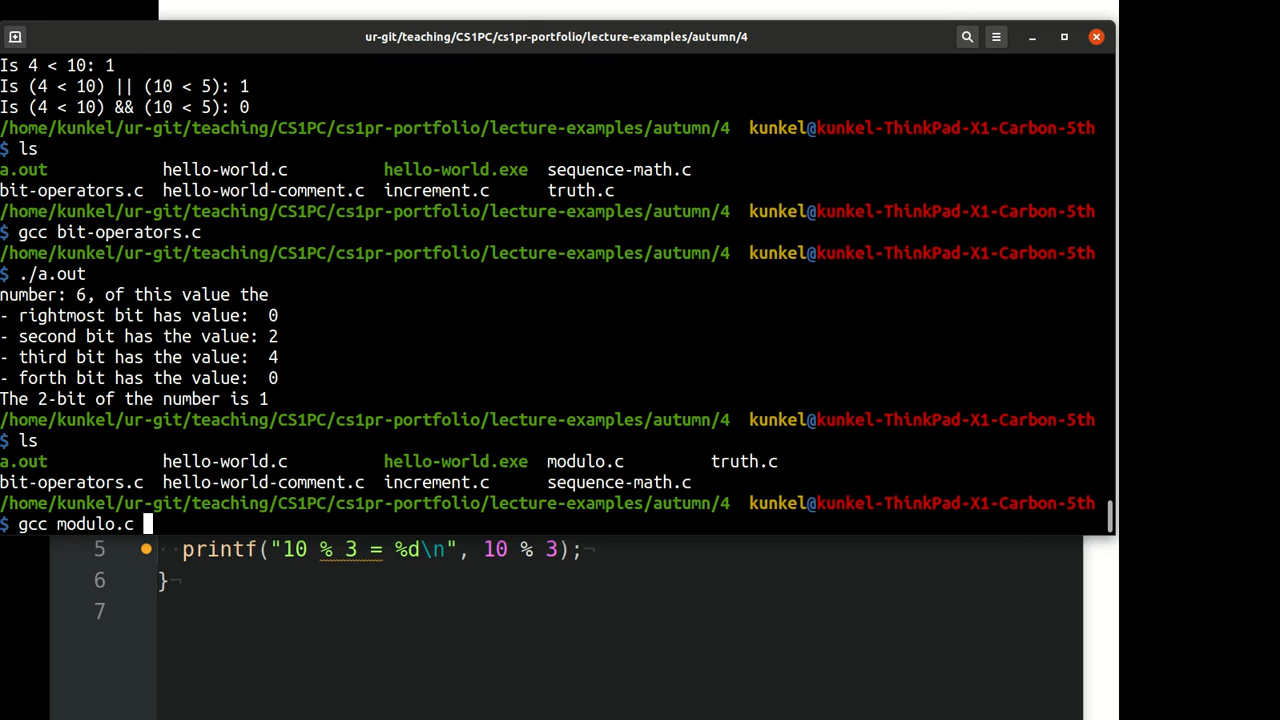 ur-git/teaching/CS1PC/cs1pr-portfolio/lecture-examples/autumn/4
Is 4 < 10: 1
Is (4 < 10) || (10 < 5): 1
Is (4 < 10) && (10 < 5): 0
/home/kunkel/ur-git/teaching/CS1PC/cs1pr-portfolio/lecture-examples/autumn/4  kunkel@kunkel-ThinkPad-X1-Carbon-5th
$ ls
a.out            hello-world.c          hello-world.exe  sequence-math.c
bit-operators.c  hello-world-comment.c  increment.c      truth.c
/home/kunkel/ur-git/teaching/CS1PC/cs1pr-portfolio/lecture-examples/autumn/4  kunkel@kunkel-ThinkPad-X1-Carbon-5th
$ gcc bit-operators.c
/home/kunkel/ur-git/teaching/CS1PC/cs1pr-portfolio/lecture-examples/autumn/4  kunkel@kunkel-ThinkPad-X1-Carbon-5th
$ ./a.out
number: 6, of this value the
- rightmost bit has value:  0
- second bit has the value: 2
- third bit has the value:  4
- forth bit has the value:  0
The 2-bit of the number is 1
/home/kunkel/ur-git/teaching/CS1PC/cs1pr-portfolio/lecture-examples/autumn/4  kunkel@kunkel-ThinkPad-X1-Carbon-5th
$ ls
a.out            hello-world.c          hello-world.exe  modulo.c         truth.c
bit-operators.c  hello-world-comment.c  increment.c      sequence-math.c
/home/kunkel/ur-git/teaching/CS1PC/cs1pr-portfolio/lecture-examples/autumn/4  kunkel@kunkel-ThinkPad-X1-Carbon-5th
$ gcc modulo.c
5 printf("10 % 3 = %d\n", 10 % 3);¬
6 }¬
7